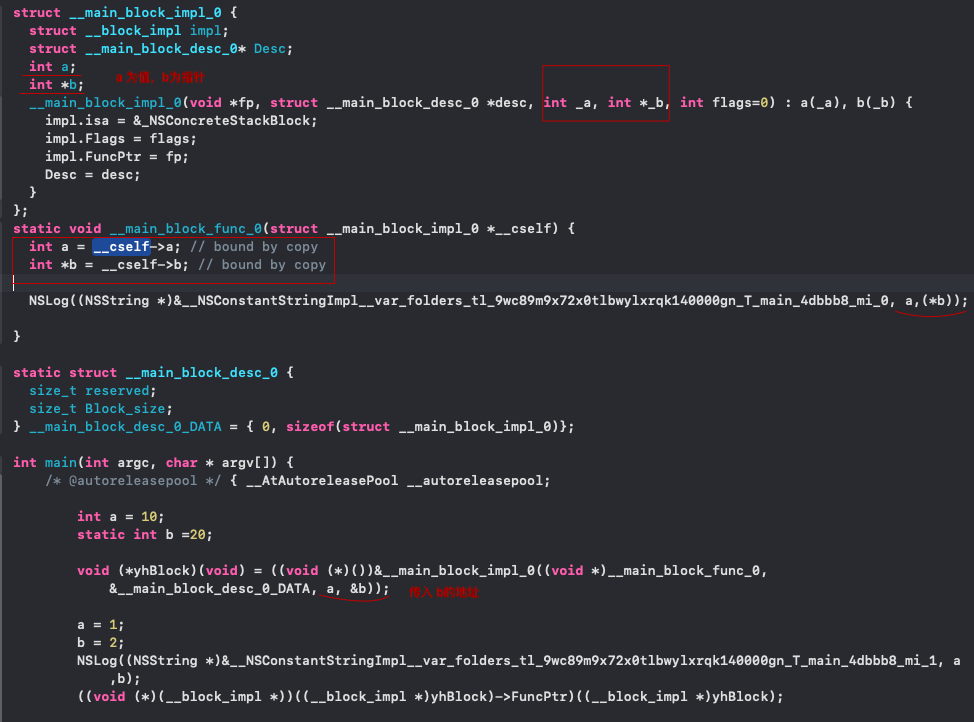 struct __main_block_impl_0 {
struct __block_impl impl;
struct __main_block_desc_0* Desc;
int a;
a 为值，b为指针
int *b;
__main_block_impl_0(void *fp, struct __main_block_desc_0 *desc, int _a, int *_b, int flags=0) : a(_a), b(_b) {
impl.isa = &_NSConcreteStackBlock;
impl.Flags = flags;
impl.FuncPtr = fp;
Desc = desc;
}
};
static void __main_block_func_0(struct __main_block_impl_0 *__cself) {
int a = __cself->a; // bound by copy
int *b = __cself->b; // bound by copy
NSLog((NSString *)&__NSConstantStringImpl__var_folders_tl_9wc89m9x72x0tlbwylxrqk140000gn_T_main_4dbbb8_mi_0, a,(*b));
}
static struct __main_block_desc_0 {
size_t reserved;
size_t Block_size;
} __main_block_desc_0_DATA = { 0, sizeof(struct __main_block_impl_0)};
int main(int argc, char * argv[]) {
/* @autoreleasepool */ { __AtAutoreleasePool __autoreleasepool;
int a = 10;
static int b =20;
void (*yhBlock)(void) = ((void (*)())&__main_block_impl_0((void *)__main_block_func_0,
&__main_block_desc_0_DATA, a, &b)); 传入 b的地址
a = 1;
b = 2;
NSLog((NSString *)&__NSConstantStringImpl__var_folders_tl_9wc89m9x72x0tlbwylxrqk140000gn_T_main_4dbbb8_mi_1, a
,b);
((void (*)(__block_impl *))((__block_impl *)yhBlock)->FuncPtr)((__block_impl *)yhBlock);